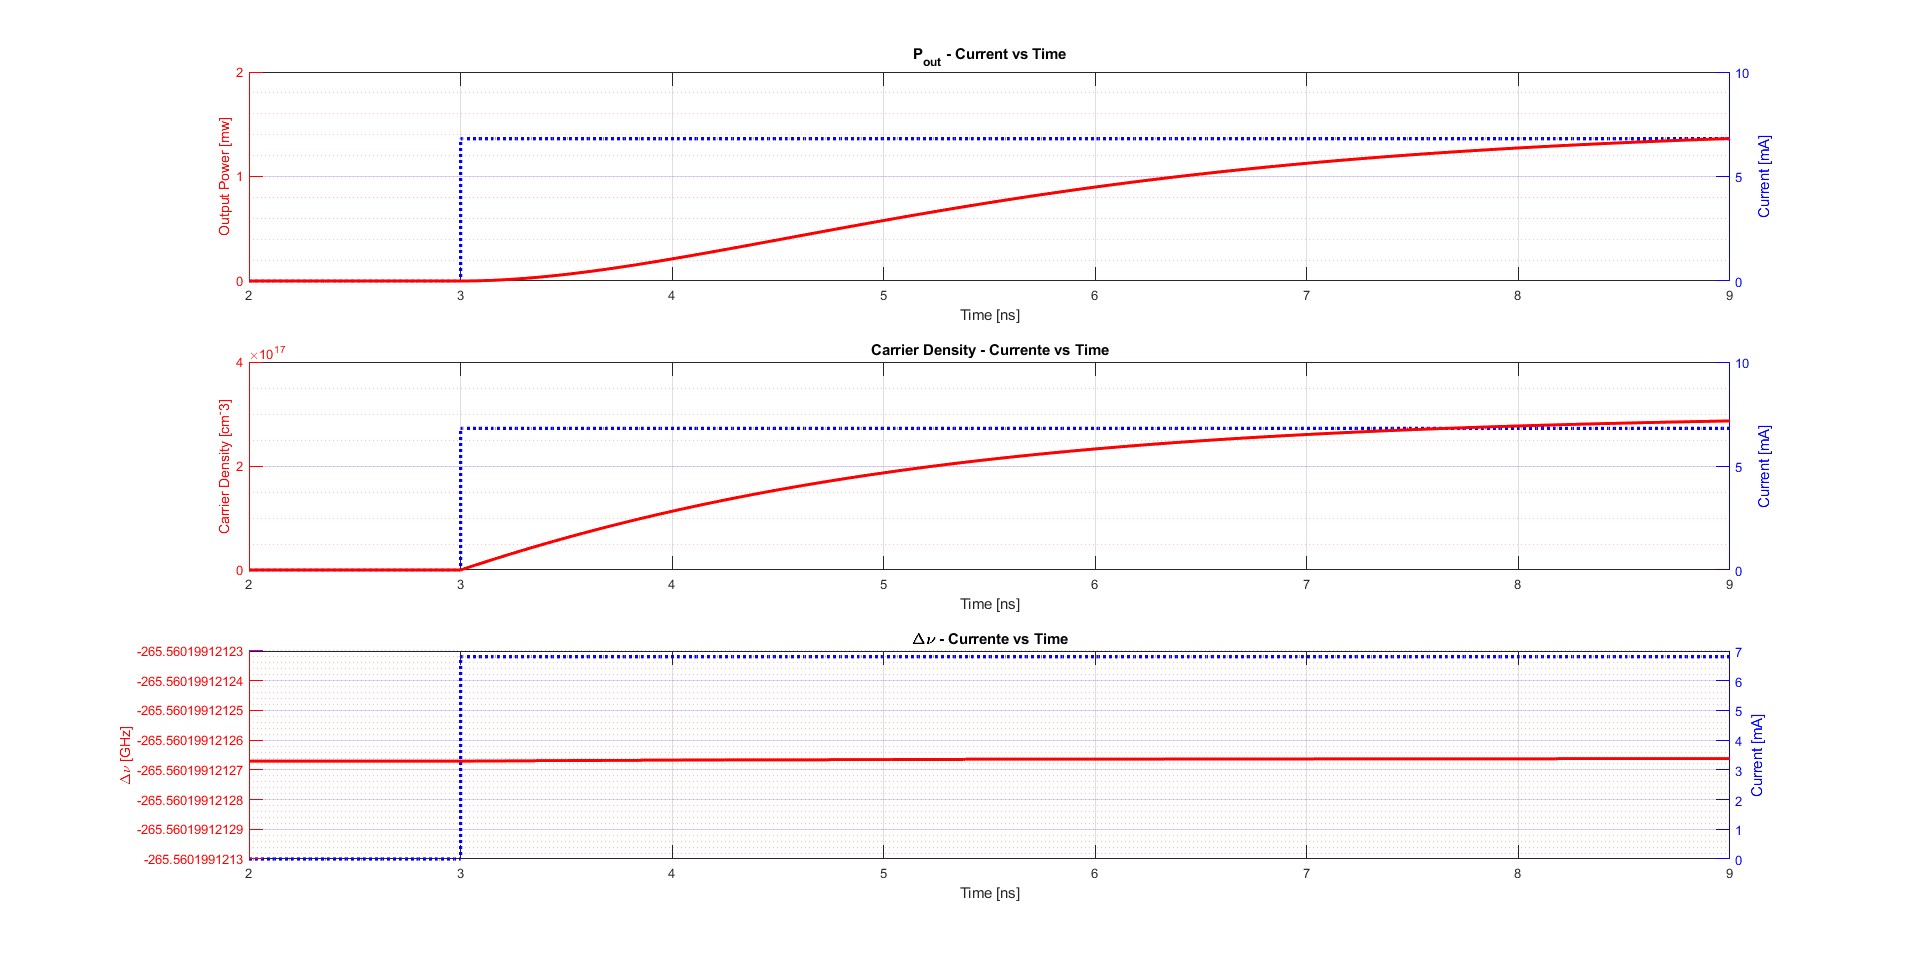 P_out - Current vs Time
2
1
0
Output Power [mw]
10
5
0
Current [mA]
2 3 4 5 6 7 8 9
Time [ns]
Carrier Density - Currente vs Time
×10^17
4
2
0
Carrier Density [cm^-3]
10
5
0
Current [mA]
2 3 4 5 6 7 8 9
Time [ns]
Δν - Currente vs Time
-265.56019912123
-265.56019912124
-265.56019912125
-265.56019912126
-265.56019912127
-265.56019912128
-265.56019912129
-265.5601991213
Δν [GHz]
7
6
5
4
3
2
1
0
Current [mA]
2 3 4 5 6 7 8 9
Time [ns]